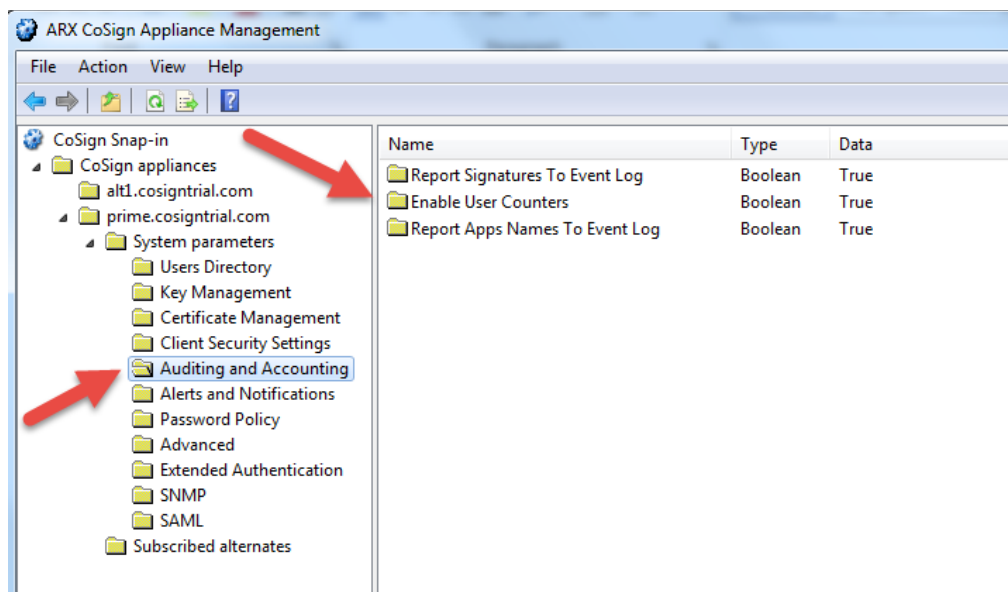 ARX CoSign Appliance Management
File Action View Help
CoSign Snap-in
CoSign appliances
alt1.cosigntrial.com
prime.cosigntrial.com
System parameters
Users Directory
Key Management
Certificate Management
Client Security Settings
Auditing and Accounting
Alerts and Notifications
Password Policy
Advanced
Extended Authentication
SNMP
SAML
Subscribed alternates
Name Type Data
Report Signatures To Event Log Boolean True
Enable User Counters Boolean True
Report Apps Names To Event Log Boolean True